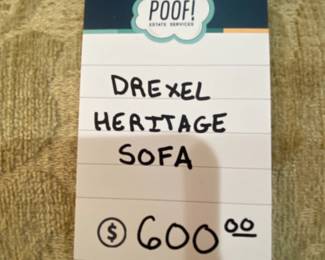 POOF!
ESTATE SERVICES
DREXEL
HERITAGE
SOFA
$ 600 00